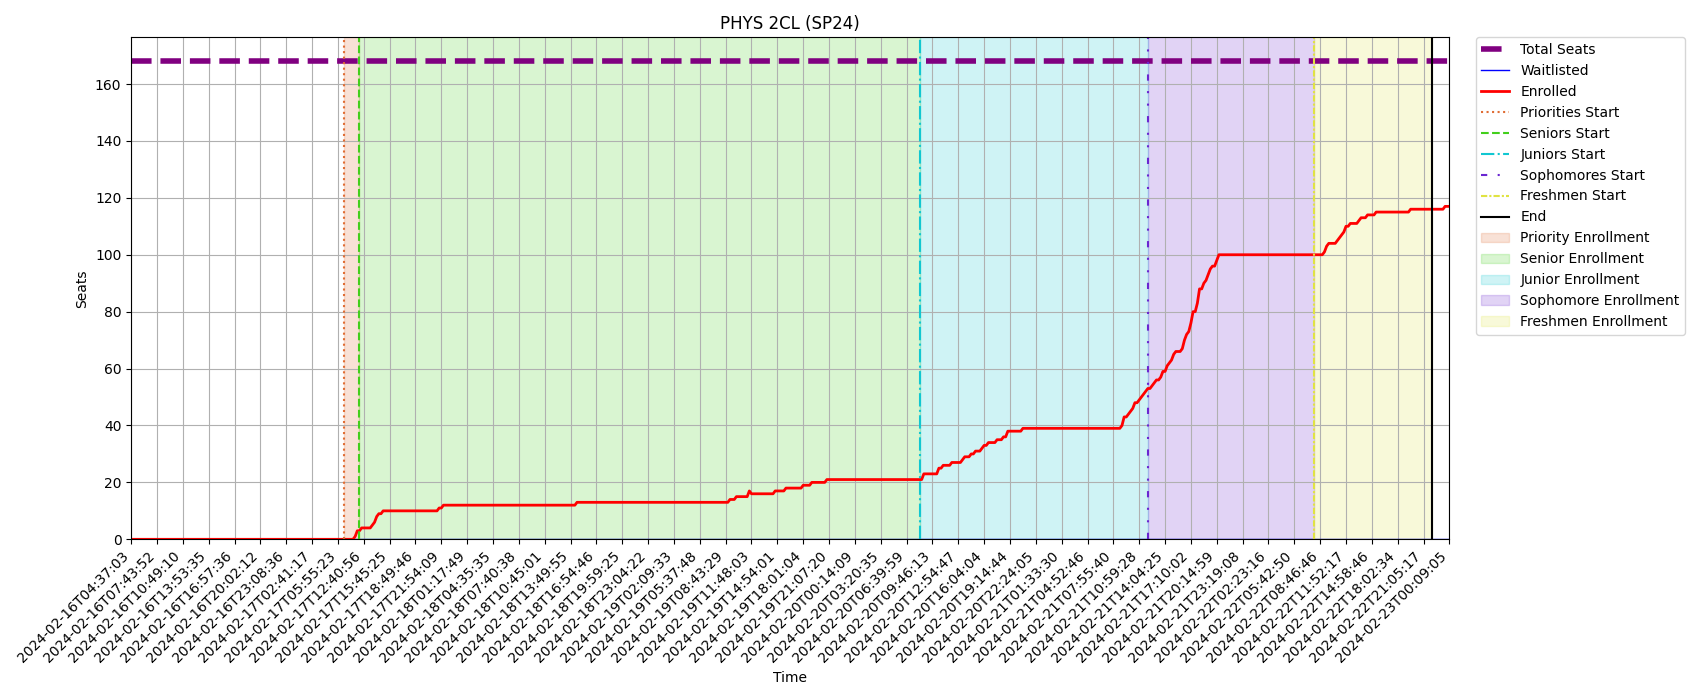 PHYS 2CL (SP24)
Seats
160
140
120
100
80
60
40
20
0
2024-02-16T04:37:03
2024-02-16T07:43:52
2024-02-16T10:49:10
2024-02-16T13:53:35
2024-02-16T16:57:36
2024-02-16T20:02:12
2024-02-16T23:08:36
2024-02-17T02:41:17
2024-02-17T05:55:23
2024-02-17T12:40:56
2024-02-17T15:45:25
2024-02-17T18:49:46
2024-02-17T21:54:09
2024-02-18T01:17:49
2024-02-18T04:35:35
2024-02-18T07:40:38
2024-02-18T10:45:01
2024-02-18T13:49:55
2024-02-18T16:54:46
2024-02-18T19:59:25
2024-02-18T23:04:22
2024-02-19T02:09:33
2024-02-19T05:37:48
2024-02-19T08:43:29
2024-02-19T11:48:03
2024-02-19T14:54:01
2024-02-19T18:01:04
2024-02-19T21:07:20
2024-02-20T00:14:09
2024-02-20T03:20:35
2024-02-20T06:39:59
2024-02-20T09:46:13
2024-02-20T12:54:47
2024-02-20T16:04:04
2024-02-20T19:14:44
2024-02-20T22:24:05
2024-02-21T01:33:30
2024-02-21T04:52:46
2024-02-21T07:55:40
2024-02-21T10:59:28
2024-02-21T14:04:25
2024-02-21T17:10:02
2024-02-21T20:14:59
2024-02-21T23:19:08
2024-02-22T02:23:16
2024-02-22T05:42:50
2024-02-22T08:46:46
2024-02-22T11:52:17
2024-02-22T14:58:46
2024-02-22T18:02:34
2024-02-22T21:05:17
2024-02-23T00:09:05
Time
Total Seats
Waitlisted
Enrolled
Priorities Start
Seniors Start
Juniors Start
Sophomores Start
Freshmen Start
End
Priority Enrollment
Senior Enrollment
Junior Enrollment
Sophomore Enrollment
Freshmen Enrollment